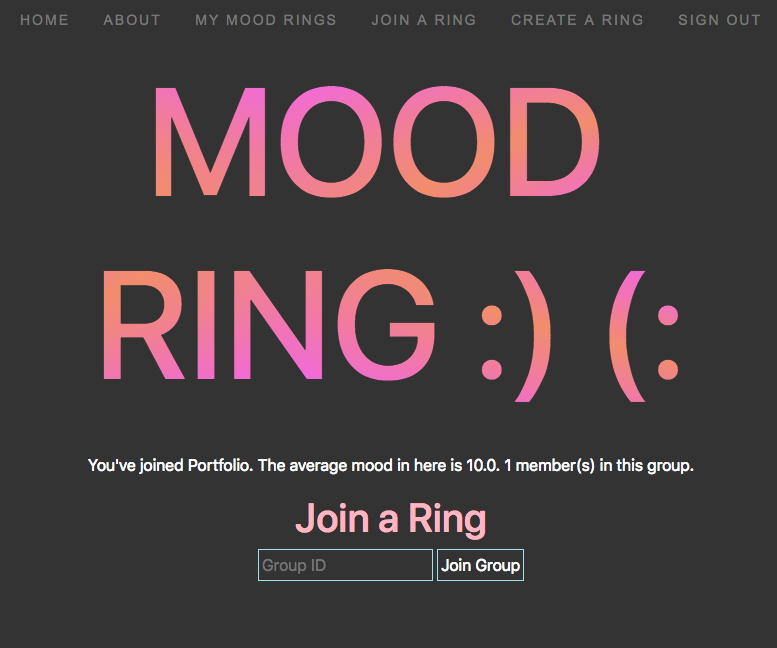 HOME ABOUT MY MOOD RINGS JOIN A RING CREATE A RING SIGN OUT
MOOD
RING :) (:
You've joined Portfolio. The average mood in here is 10.0. 1 member(s) in this group.
Join a Ring
Group ID Join Group